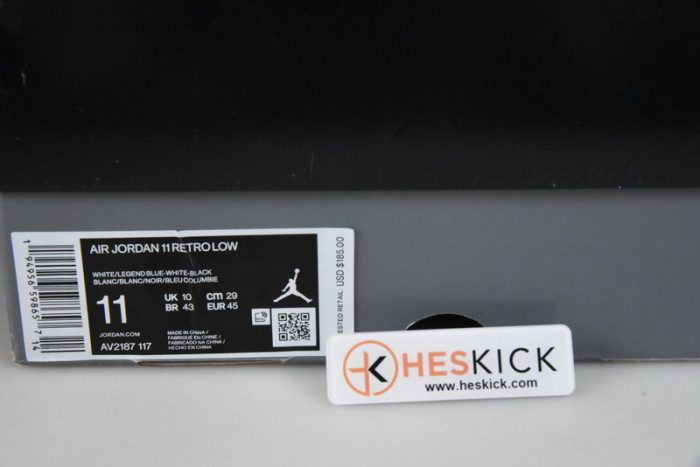 AIR JORDAN 11 RETRO LOW
WHITE/LEGEND BLUE-WHITE-BLACK
BLANC/BLANC/NOIR/BLEU COLUMBIE
11
UK 10 CM 29
BR 43 EUR 45
JORDAN.COM
AV2187 117
MADE IN CHINA/
FABRIQUÉ EN CHINE /
FABRICADO NA CHINA /
HECHO EN CHINA
USD $185.00
HESKICK
www.heskick.com